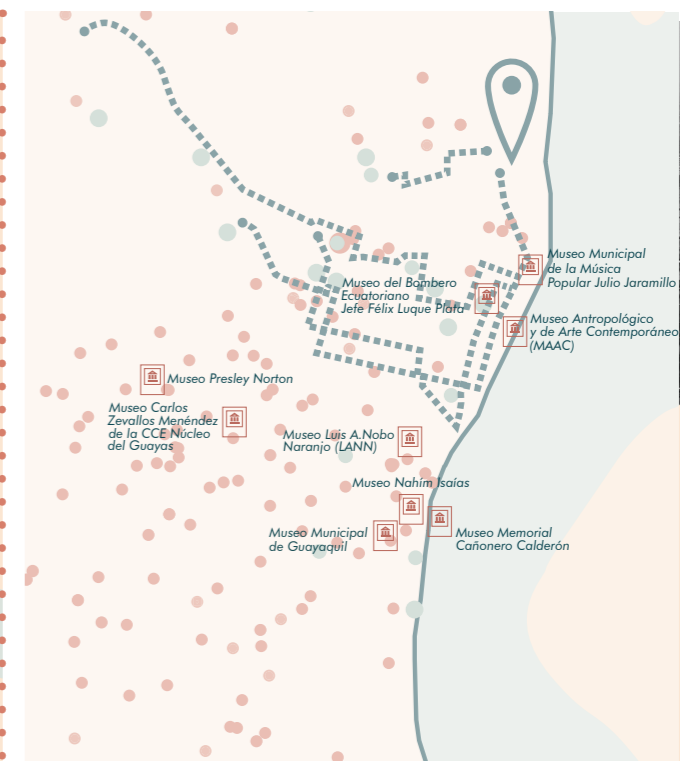 Museo Municipal
de la Música
Popular Julio Jaramillo
Museo del Bombero
Ecuatoriano
Jefe Félix Luque Plata
Museo Antropológico
y de Arte Contemporáneo
(MAAC)
Museo Presley Norton
Museo Carlos
Zevallos Menéndez
de la CCE Núcleo
del Guayas
Museo Luis A.Nobo
Naranjo (LANN)
Museo Nahím Isaías
Museo Municipal
de Guayaquil
Museo Memorial
Cañonero Calderón